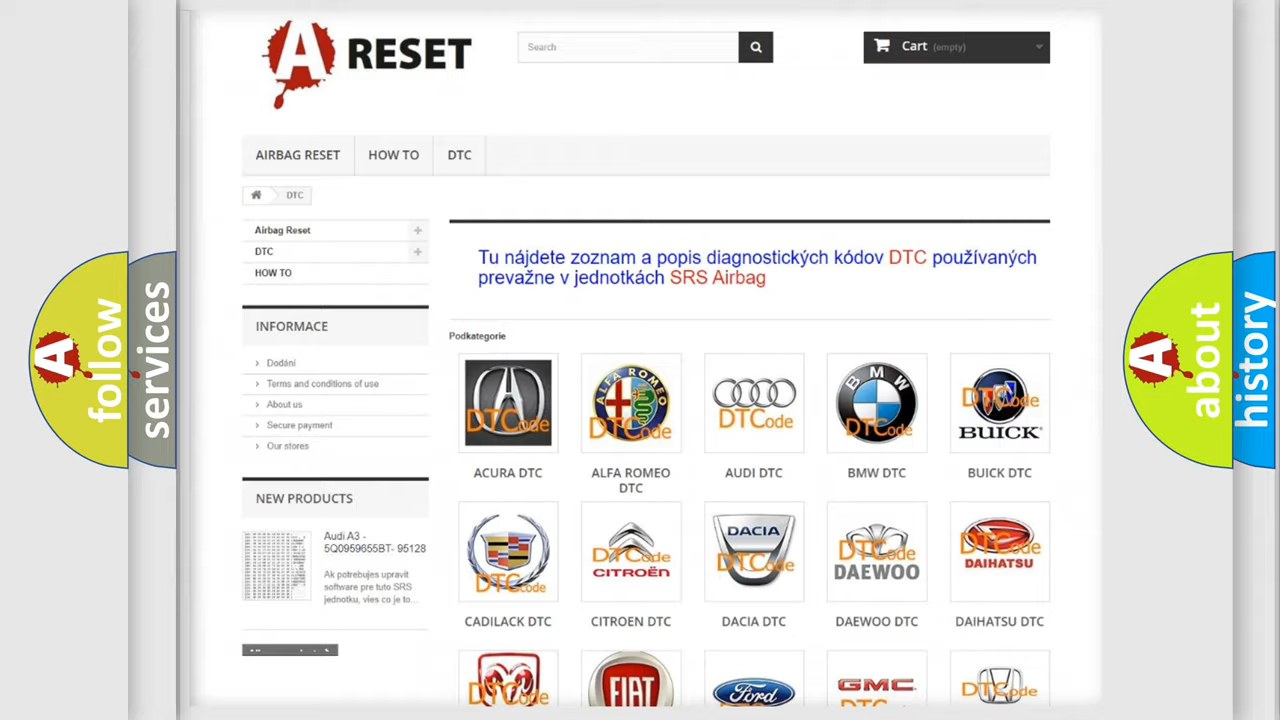 A RESET
Search
Cart (empty)
AIRBAG RESET
HOW TO
DTC
DTC
Airbag Reset
DTC
HOW TO
Tu nájdete zoznam a popis diagnostických kódov DTC používaných
prevažne v jednotkách SRS Airbag
INFORMACE
Dodání
Terms and conditions of use
About us
Secure payment
Our stores
NEW PRODUCTS
Audi A3 -
5Q0959655BT- 95128
Ak potrebujes upravit
software pre tuto SRS
jednotku, vies co je to...
Podkategorie
DTCode
ALFA ROMEO
DTCode
DTCode
BMW
DTCode
DTCode
BUICK
ACURA DTC
ALFA ROMEO
DTC
AUDI DTC
BMW DTC
BUICK DTC
DTCode
DTCode
CITROËN
DACIA
DTCode
DTCode
DAEWOO
DTCode
DAIHATSU
CADILACK DTC
CITROEN DTC
DACIA DTC
DAEWOO DTC
DAIHATSU DTC
DTCode
FIAT
Ford
GMC
DTCode
A follow
services
A about
history